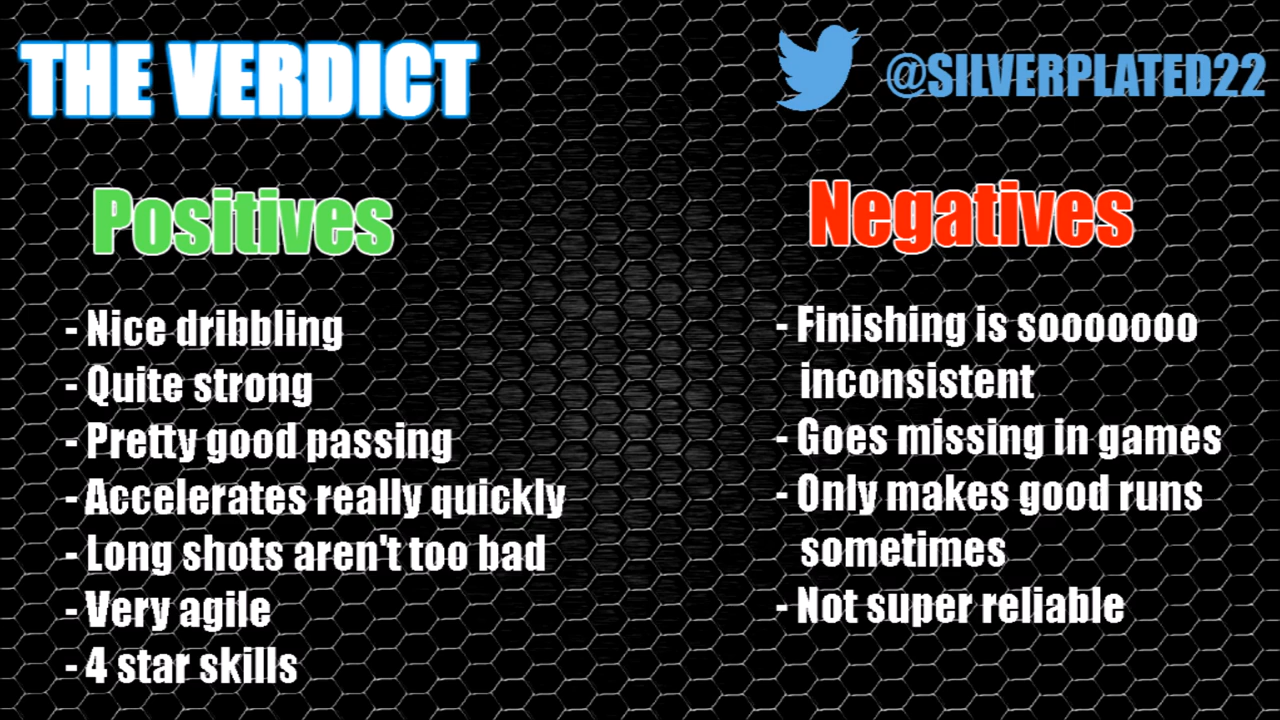 THE VERDICT
@SILVERPLATED22
Positives
- Nice dribbling
- Quite strong
- Pretty good passing
- Accelerates really quickly
- Long shots aren't too bad
- Very agile
- 4 star skills
Negatives
- Finishing is sooooooo
inconsistent
- Goes missing in games
- Only makes good runs
sometimes
- Not super reliable